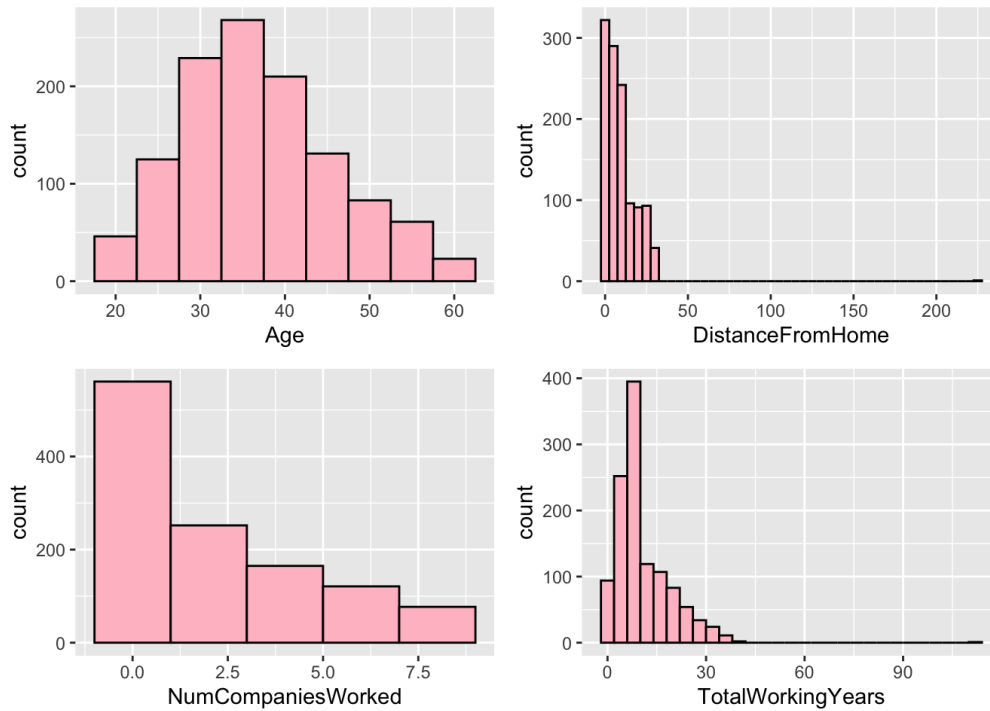 count
200
100
0
20 30 40 50 60
Age
count
300
200
100
0
0 50 100 150 200
DistanceFromHome
count
400
200
0
0.0 2.5 5.0 7.5
NumCompaniesWorked
count
400
300
200
100
0
0 30 60 90
TotalWorkingYears